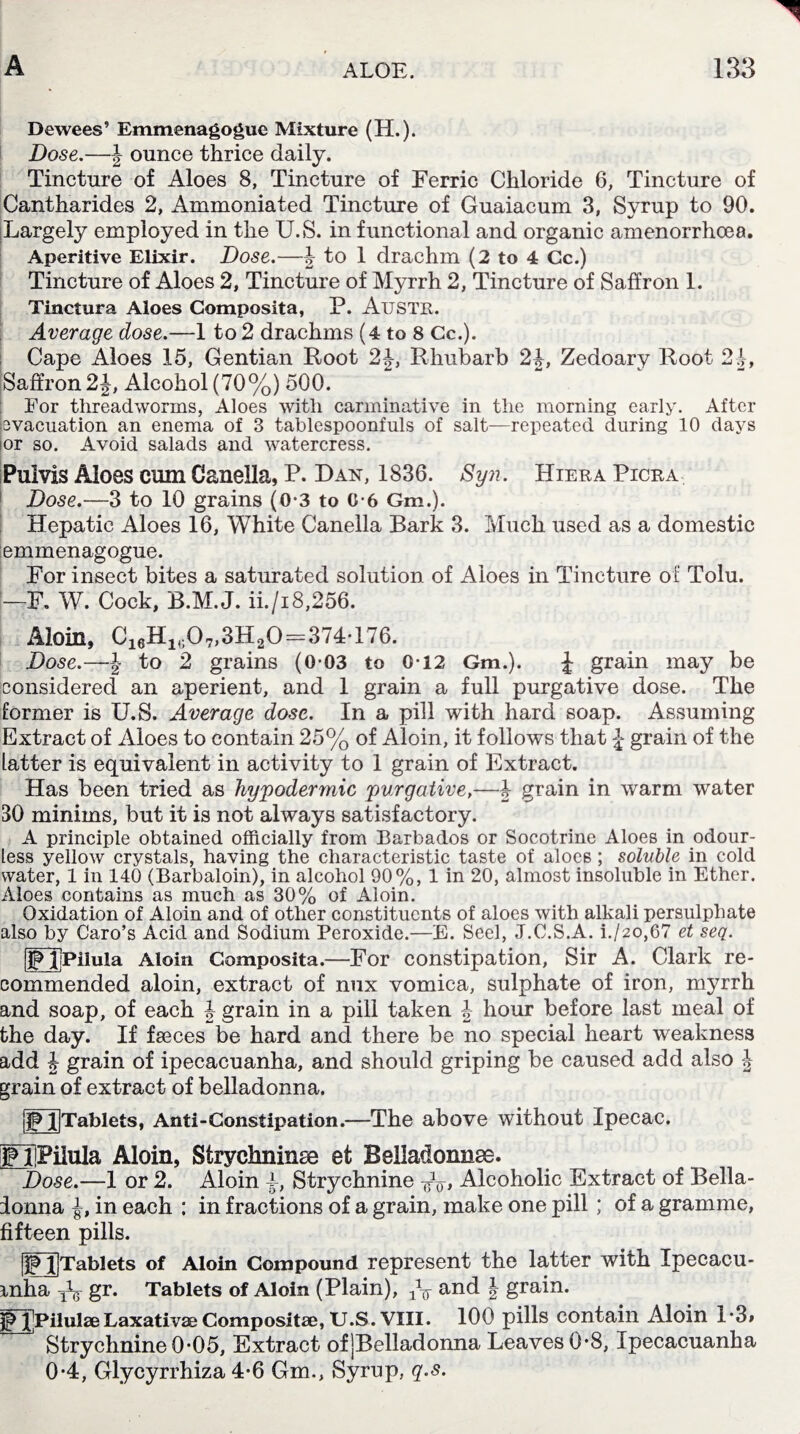 A ALOE. 133
Dewees’ Emmenagogue Mixture (H.).
Dose.—½ ounce thrice daily.
Tincture of Aloes 8, Tincture of Ferric Chloride 6, Tincture of
Cantharides 2, Ammoniated Tincture of Guaiacum 3, Syrup to 90.
Largely employed in the U.S. in functional and organic amenorrhœa.
Aperitive Elixir. Dose.—½ to 1 drachm (2 to 4 Cc.)
Tincture of Aloes 2, Tincture of Myrrh 2, Tincture of Saffron 1.
Tinctura Aloes Composita, P. AUSTR.
Average dose.—1 to 2 drachms (4 to 8 Cc.).
Cape Aloes 15, Gentian Root 2½, Rhubarb 2½, Zedoary Root 2½,
Saffron 2½, Alcohol (70%) 500.
For threadworms, Aloes with carminative in the morning early. After
evacuation an enema of 3 tablespoonfuls of salt—repeated during 10 days
or so. Avoid salads and watercress.
Pulvis Aloes cum Canella, P. DAN, 1836. Syn. HIERA PICRA
Dose.—3 to 10 grains (0·3 to 0·6 Gm.).
Hepatic Aloes 16, White Canella Bark 3. Much used as a domestic
emmenagogue.
For insect bites a saturated solution of Aloes in Tincture of Tolu.
—F. W. Cock, B.M.J. ii./18,256.
Aloin, C₁₆H₁₆O₇,3H₂O=374·176.
Dose.—½ to 2 grains (0·03 to 0·12 Gm.). ¼ grain may be
considered an aperient, and 1 grain a full purgative dose. The
former is U.S. Average dose. In a pill with hard soap. Assuming
Extract of Aloes to contain 25% of Aloin, it follows that ¼ grain of the
latter is equivalent in activity to 1 grain of Extract.
Has been tried as hypodermic purgative,—½ grain in warm water
30 minims, but it is not always satisfactory.
A principle obtained officially from Barbados or Socotrine Aloes in odour-
less yellow crystals, having the characteristic taste of aloes; soluble in cold
water, 1 in 140 (Barbaloin), in alcohol 90%, 1 in 20, almost insoluble in Ether.
Aloes contains as much as 30% of Aloin.
Oxidation of Aloin and of other constituents of aloes with alkali persulphate
also by Caro’s Acid and Sodium Peroxide.—E. Seel, J.C.S.A. i./20,67 et seq.
[P I] Pilula Aloin Composita.—For constipation, Sir A. Clark re-
commended aloin, extract of nux vomica, sulphate of iron, myrrh
and soap, of each ½ grain in a pill taken ½ hour before last meal of
the day. If fæces be hard and there be no special heart weakness
add ½ grain of ipecacuanha, and should griping be caused add also ½
grain of extract of belladonna.
[P I] Tablets, Anti-Constipation.—The above without Ipecac.
[P I] Pilula Aloin, Strychninæ et Belladonnæ.
Dose.—1 or 2. Aloin ⅕, Strychnine 1/60, Alcoholic Extract of Bella-
donna ⅛, in each ; in fractions of a grain, make one pill ; of a gramme,
fifteen pills.
[P I] Tablets of Aloin Compound represent the latter with Ipecacu-
anha 1/16 gr. Tablets of Aloin (Plain), 1/10 and ½ grain.
[P I] Pilulæ Laxativæ Compositæ, U.S. VIII. 100 pills contain Aloin 1·3,
Strychnine 0·05, Extract of Belladonna Leaves 0·8, Ipecacuanha
0·4, Glycyrrhiza 4·6 Gm., Syrup, q.s.